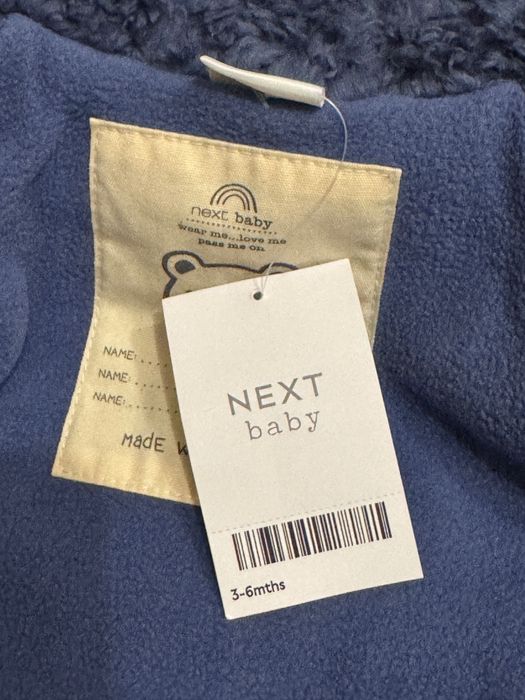 next baby
wear me...love me
pass me on
NAME:
NAME:
NAME:
MaDE
NEXT
baby
3-6mths